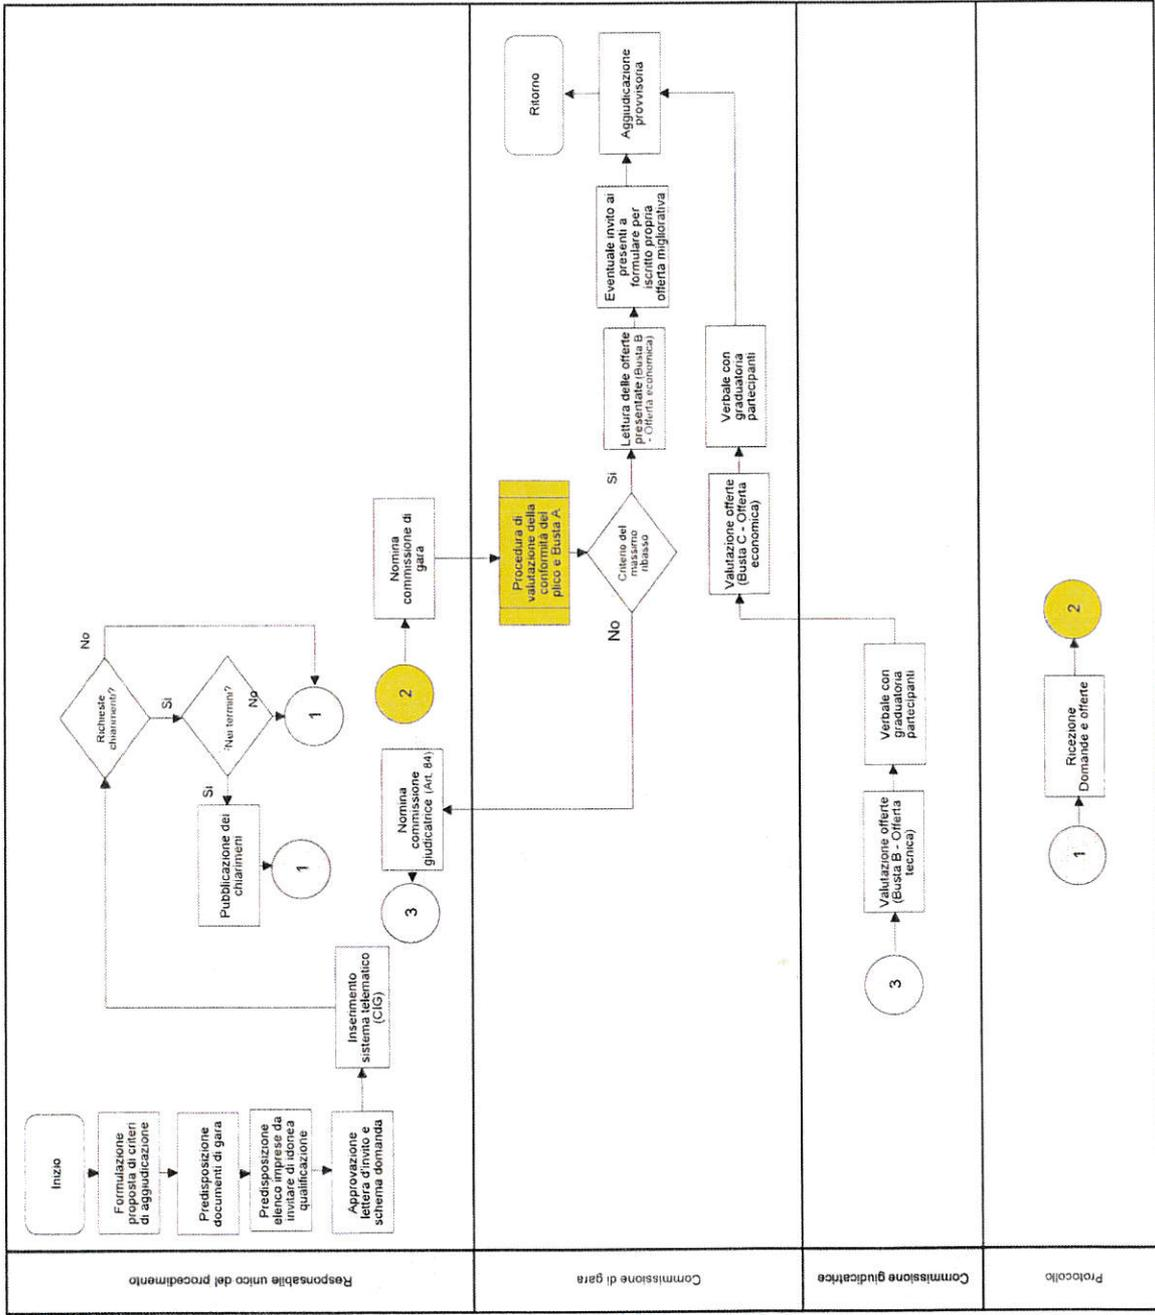 Responsabile unico del procedimento
Inizio
Formulazione
proposta di criteri
di aggiudicazione
Predisposizione
documenti di gara
Predisposizione
elenco imprese da
invitare di idonea
qualificazione
Approvazione
lettera d'invito e
schema domanda
Inserimento
sistema telematico
(CIG)
Richieste
chiarimenti?
No
Si
Nei termini?
No
Si
1
Pubblicazione dei
chiarimeni
1
2
Nomina
commissione di
gara
Nomina
commissione
giudicatrice (Art. 84)
3
Commissione di gara
Procedura di
valutazione della
conformità del
plico e Busta A
Criterio del
massimo
ribasso
No
Si
Lettura delle offerte
presentate (Busta B
- Offerta economica)
Eventuale invito ai
presenti a
formulare per
iscritto propria
offerta migliorativa
Aggiudicazione
provvisoria
Ritorno
Valutazione offerte
(Busta C - Offerta
economica)
Verbale con
graduatoria
partecipanti
Commissione giudicatrice
3
Valutazione offerte
(Busta B - Offerta
tecnica)
Verbale con
graduatoria
partecipanti
Protocollo
1
Ricezione
Domande e offerte
2